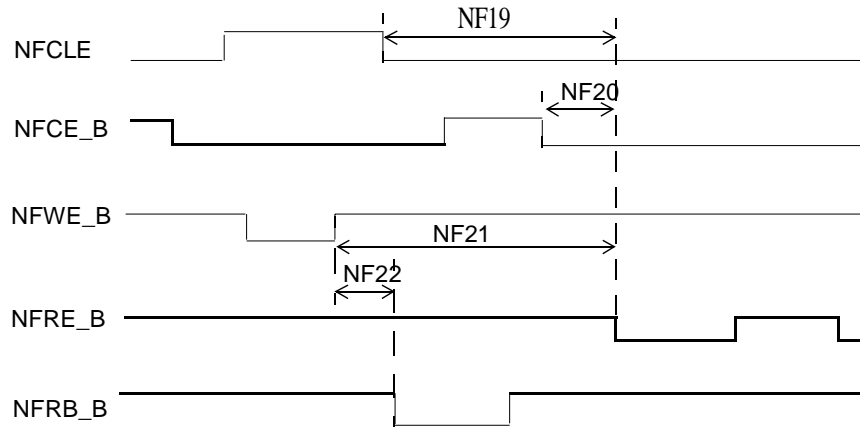 NF19
NFCLE
NF20
NFCE_B
NFWE_B
NF21
NF22
NFRE_B
NFRB_B